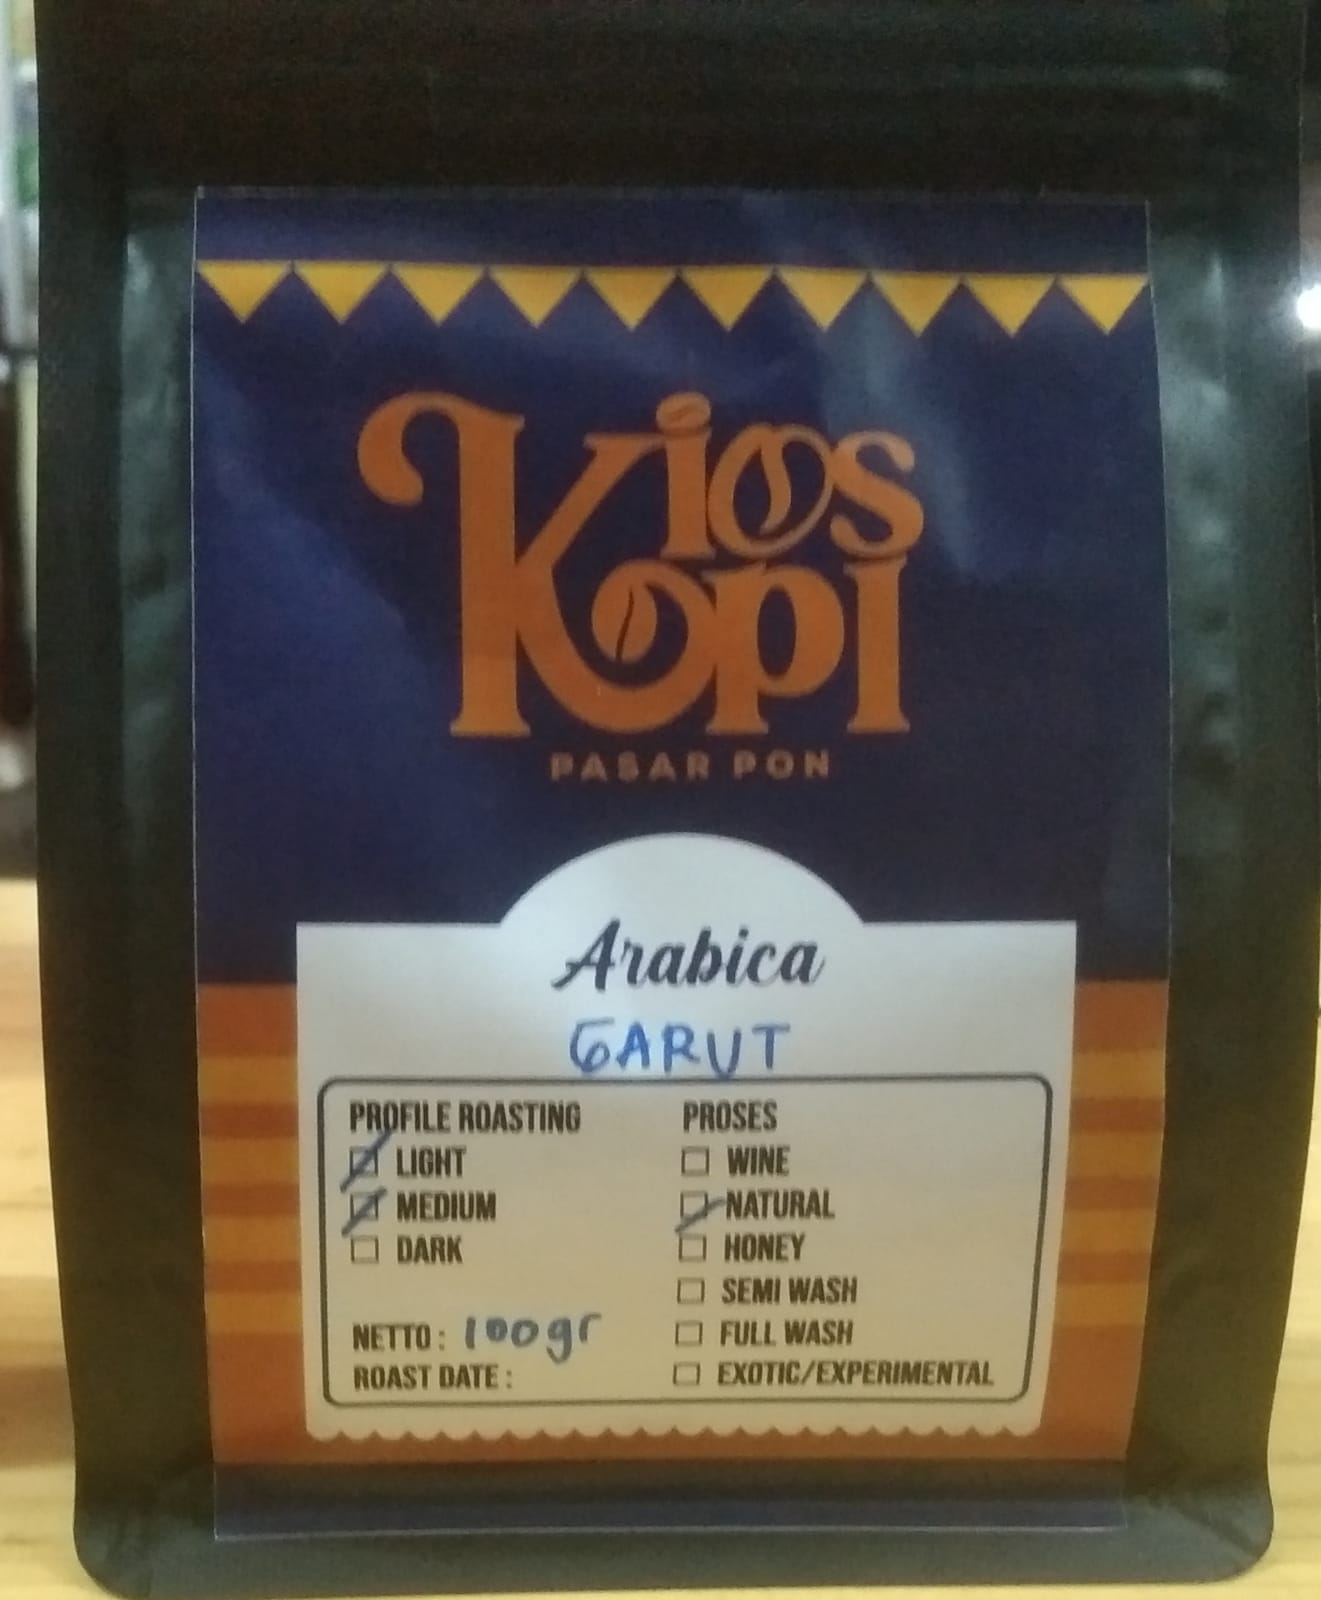 Kios
Kopi
PASAR PON
Arabica
GARUT
PROFILE ROASTING
LIGHT
MEDIUM
DARK
NETTO : 100gr
ROAST DATE :
PROSES
WINE
NATURAL
HONEY
SEMI WASH
FULL WASH
EXOTIC/EXPERIMENTAL